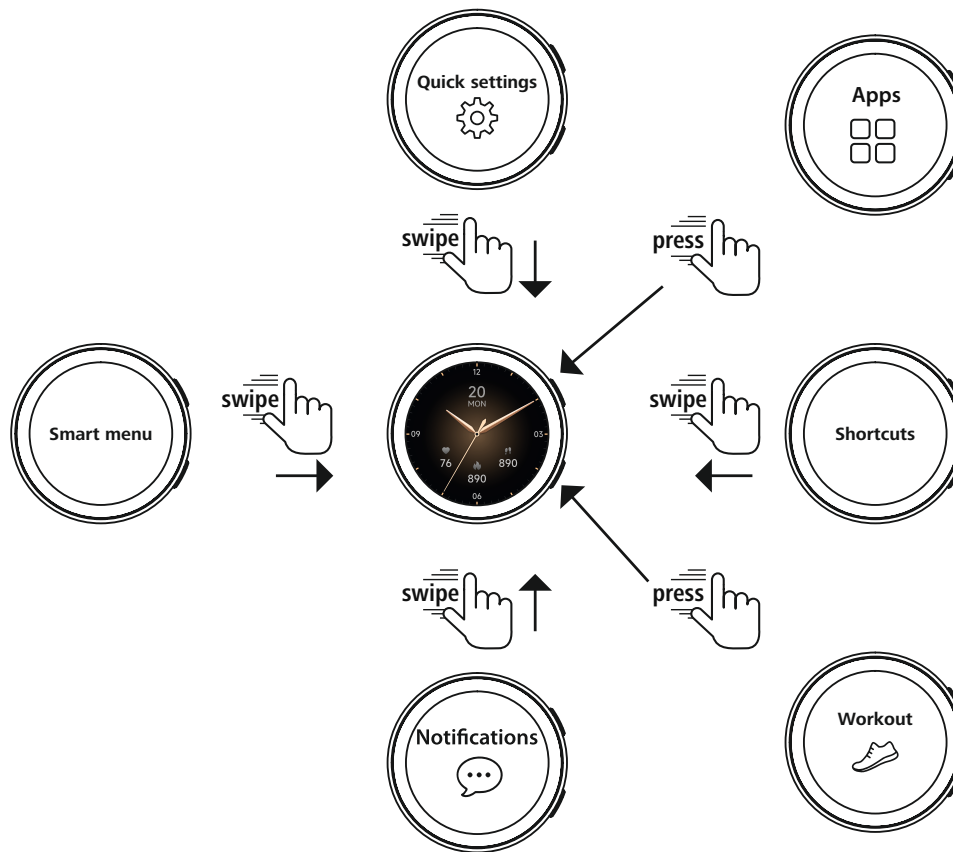 Quick settings
Apps
swipe
press
12
20
MON
09
03
76
890
890
06
Smart menu
swipe
swipe
Shortcuts
swipe
press
Notifications
Workout